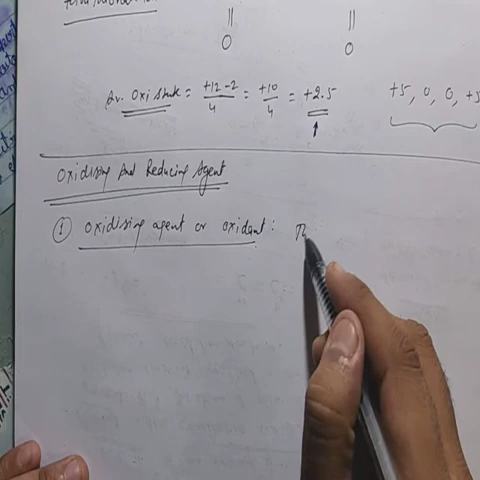 O O
Av. Oxi state = +12-2/4 = +10/4 = +2.5 +5, 0, 0, +5
Oxidising And Reducing Agent
① Oxidising agent or oxidant : Th